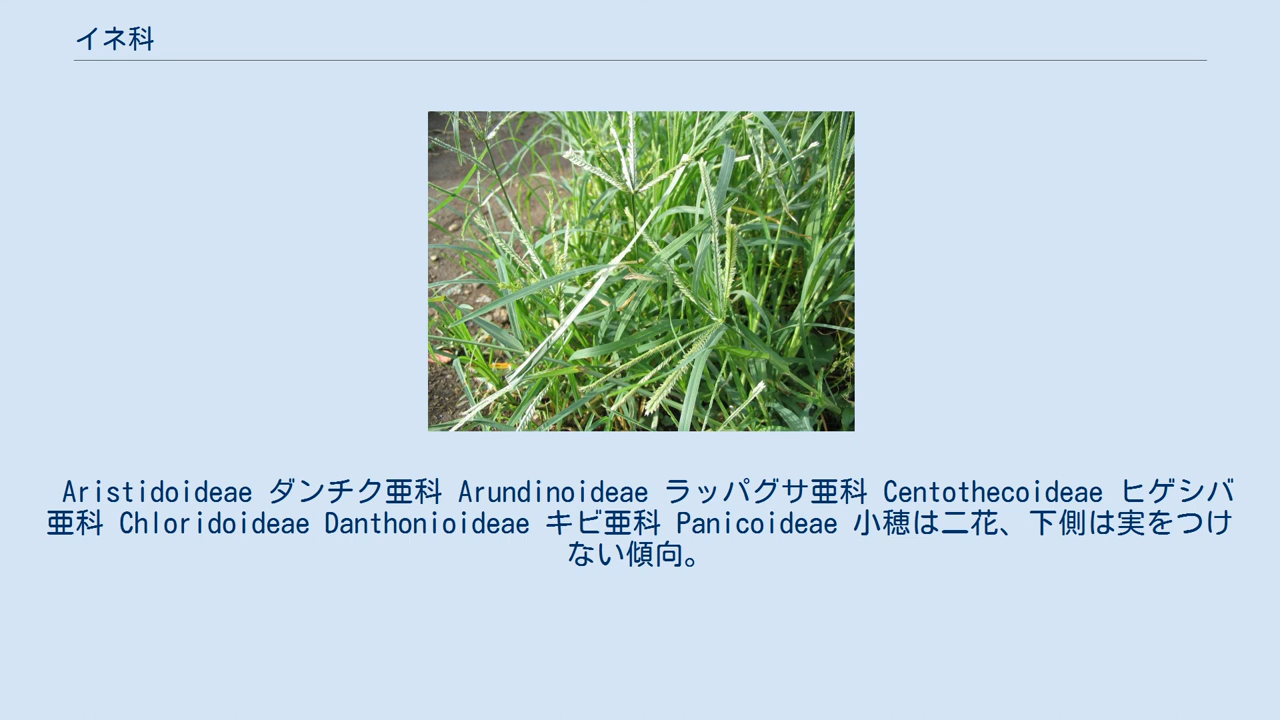 イネ科
Aristidoideae ダンチク亜科 Arundinoideae ラッパグサ亜科 Centothecoideae ヒゲシバ
亜科 Chloridoideae Danthonioideae キビ亜科 Panicoideae 小穂は二花、下側は実をつけ
ない傾向。